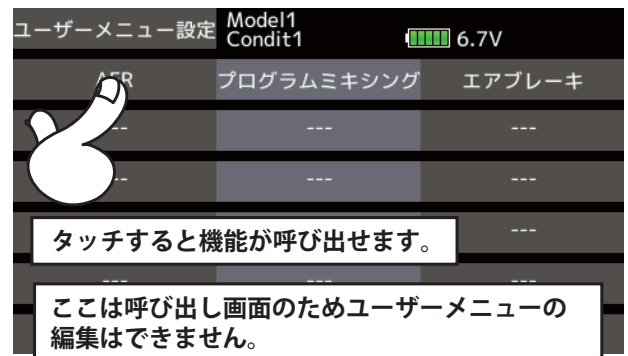 ユーザーメニュー設定
Model1
Condit1
6.7V
AFR プログラムミキシング エアブレーキ
--- --- ---
--- --- ---
タッチすると機能が呼び出せます。 ---
--- --- ---
ここは呼び出し画面のためユーザーメニューの
編集はできません。